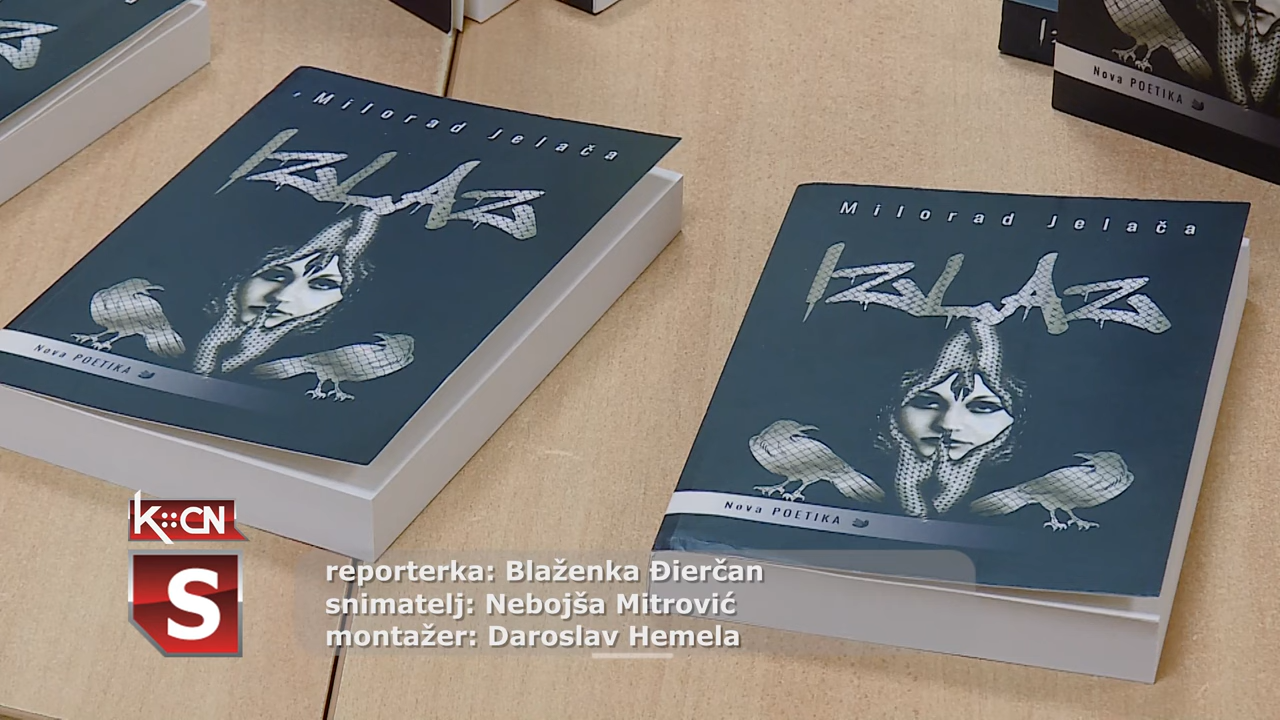 Milorad Jelača
IZLAZ
Nova POETIKA
Milorad Jelača
IZLAZ
Nova POETIKA
Nova POETIKA
K::CN
S
reporterka: Blaženka Đierčan
snimatelj: Nebojša Mitrović
montažer: Daroslav Hemela